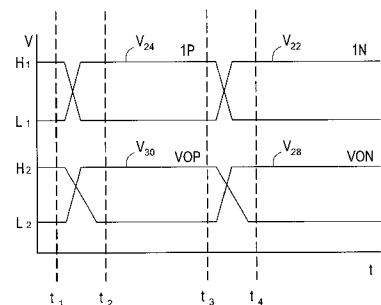 V
V₂₄
1P
V₂₂
1N
H₁
L₁
V₃₀
VOP
V₂₈
VON
H₂
L₂
t
t₁
t₂
t₃
t₄